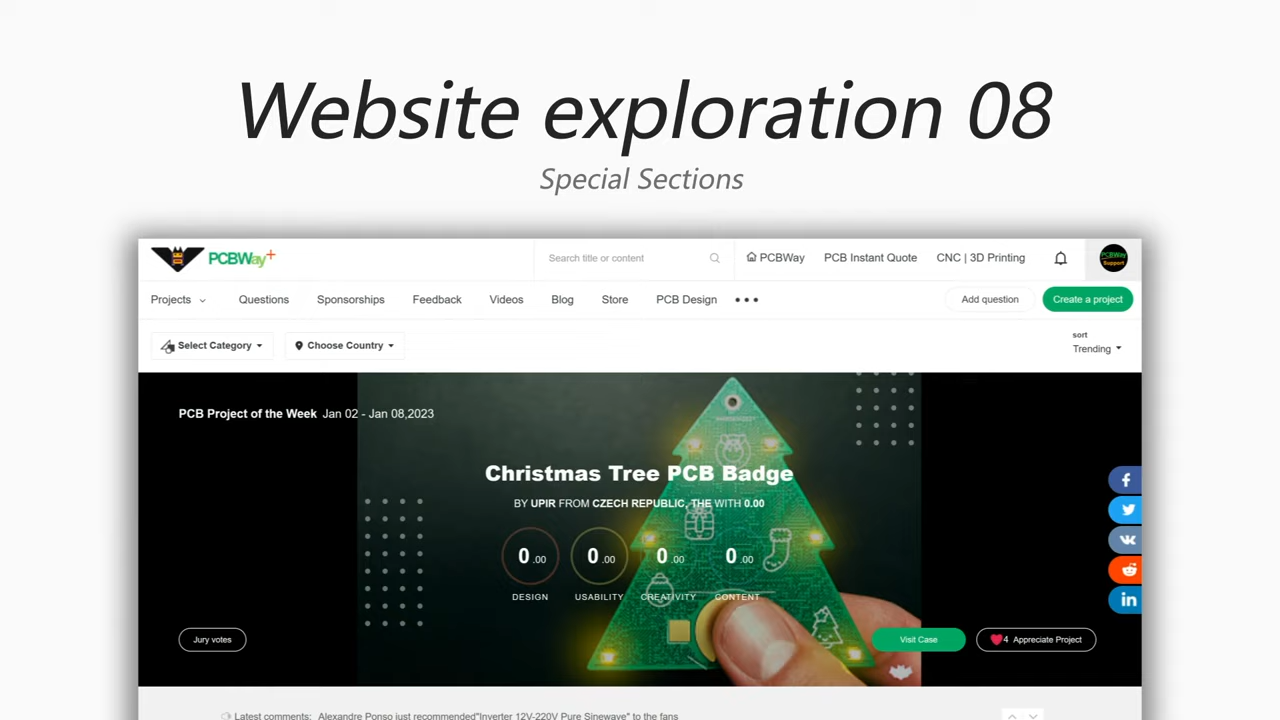 Website exploration 08
Special Sections
PCBWay+
Search title or content
PCBWay
PCB Instant Quote
CNC | 3D Printing
PCBWay
Support
Projects
Questions
Sponsorships
Feedback
Videos
Blog
Store
PCB Design
Add question
Create a project
Select Category
Choose Country
sort
Trending
PCB Project of the Week Jan 02 - Jan 08,2023
Christmas Tree PCB Badge
BY UPIR FROM CZECH REPUBLIC, THE WITH 0.00
0 .00
0 .00
0 .00
0 .00
DESIGN
USABILITY
CREATIVITY
CONTENT
Jury votes
Visit Case
4 Appreciate Project
Latest comments: Alexandre Ponso just recommended"Inverter 12V-220V Pure Sinewave" to the fans